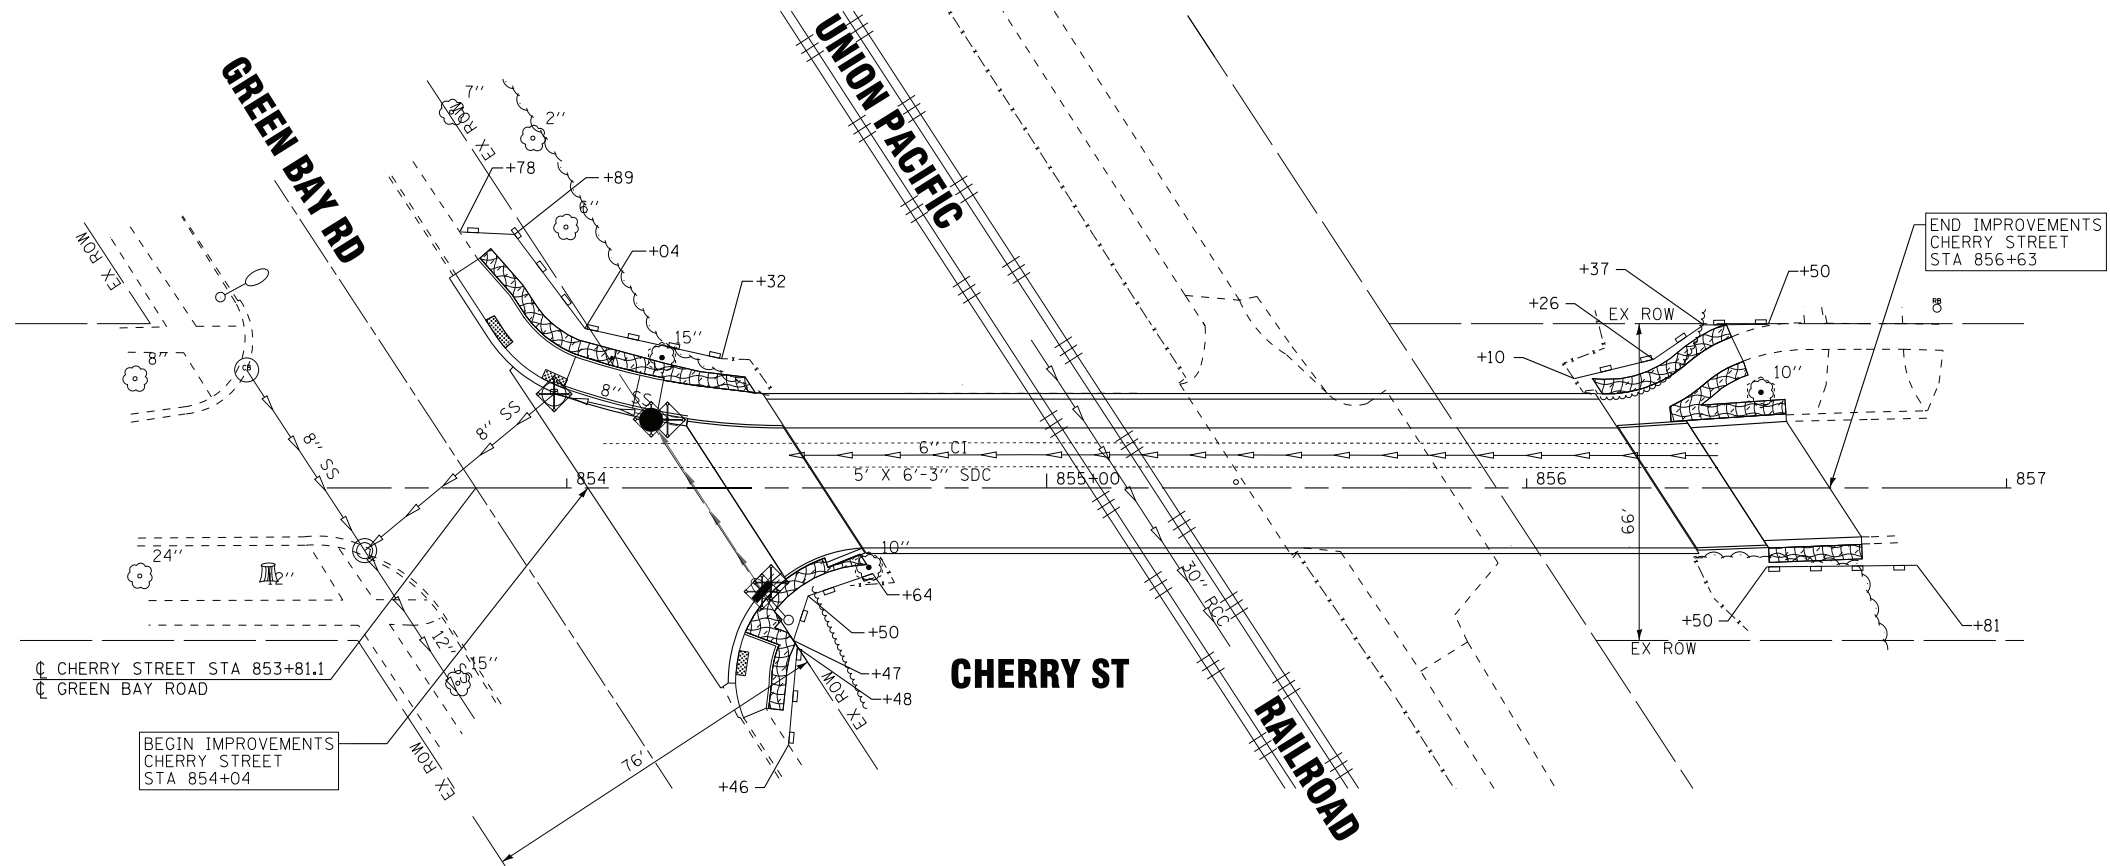 GREEN BAY RD
UNION PACIFIC
RAILROAD
CHERRY ST
7''
EX ROW
2''
+78
+89
6''
+04
+32
EX ROW
8''
CB
15''
8'' SS
8'' SS
8'' SS
6'' CI
5' X 6'-3'' SDC
854
855+00
856
857
24''
12''
12'' SS
15''
℄ CHERRY STREET STA 853+81.1
℄ GREEN BAY ROAD
BEGIN IMPROVEMENTS
CHERRY STREET
STA 854+04
EX ROW
76'
10''
+64
+50
+47
+48
EX ROW
+46
30'' RCC
END IMPROVEMENTS
CHERRY STREET
STA 856+63
+37
+50
+26
EX ROW
RB
+10
10''
66'
+50
+81
EX ROW